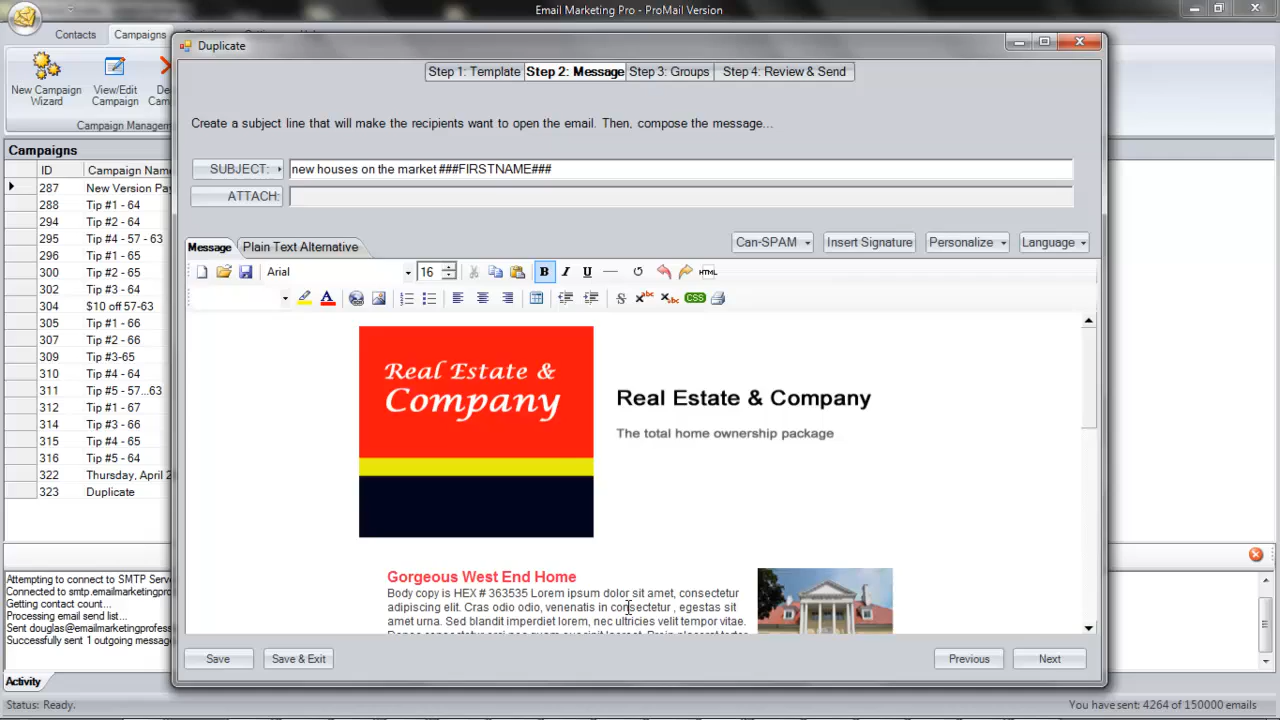 Email Marketing Pro - ProMail Version
Contacts
Campaigns
New Campaign
Wizard
View/Edit
Campaign
Campaign Managem
Campaigns
ID Campaign Name
287 New Version Pay
288 Tip #1 - 64
294 Tip #2 - 64
295 Tip #4 - 57 - 63
296 Tip #1 - 65
300 Tip #2 - 65
302 Tip #3 - 64
304 $10 off 57-63
305 Tip #1 - 66
307 Tip #2 - 66
309 Tip #3-65
310 Tip #4 - 64
311 Tip #5 - 57...63
312 Tip #1 - 67
314 Tip #3 - 66
315 Tip #4 - 65
316 Tip #5 - 64
322 Thursday, April 2
323 Duplicate
Attempting to connect to SMTP Serve
Connected to smtp.emailmarketingprof
Getting contact count...
Processing email send list...
Sent douglas@emailmarketingprofess
Successfully sent 1 outgoing message
Activity
Status: Ready.
You have sent: 4264 of 150000 emails
Duplicate
Step 1: Template
Step 2: Message
Step 3: Groups
Step 4: Review & Send
Create a subject line that will make the recipients want to open the email. Then, compose the message...
SUBJECT: new houses on the market ###FIRSTNAME###
ATTACH:
Message
Plain Text Alternative
Can-SPAM
Insert Signature
Personalize
Language
Arial
16
B I U
HTML
CSS
Real Estate &
Company
Real Estate & Company
The total home ownership package
Gorgeous West End Home
Body copy is HEX # 363535 Lorem ipsum dolor sit amet, consectetur
adipiscing elit. Cras odio odio, venenatis in consectetur , egestas sit
amet urna. Sed blandit imperdiet lorem, nec ultricies velit tempor vitae.
Save
Save & Exit
Previous
Next